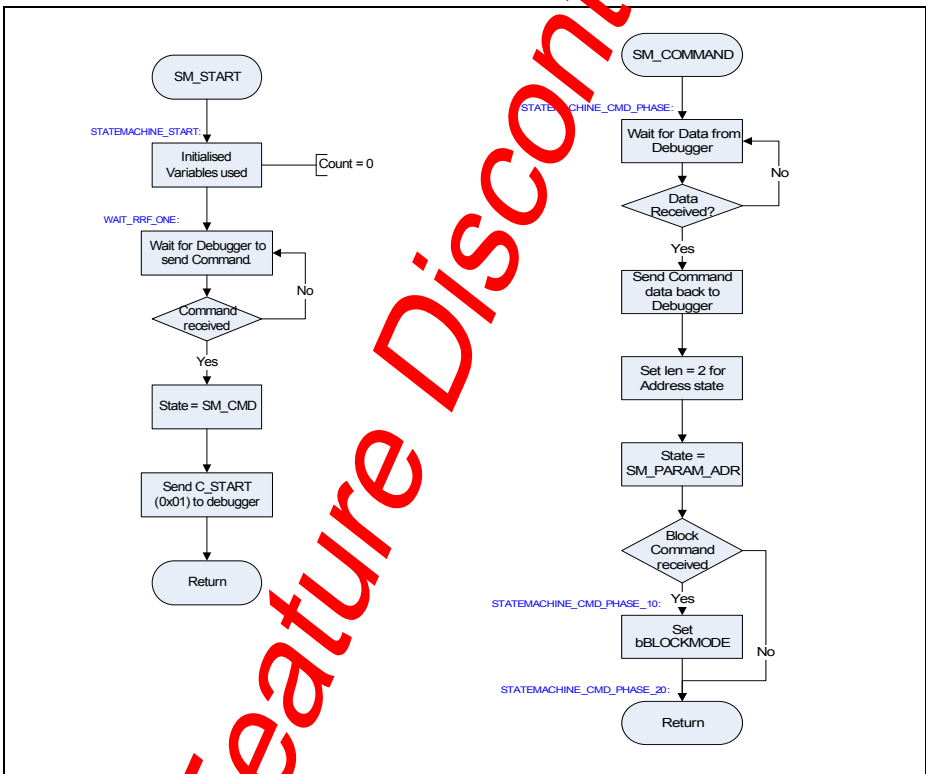 SM_START
STATEMACHINE_START:
Initialised
Variables used
Count = 0
WAIT_RRF_ONE:
Wait for Debugger to
send Command.
No
Command
received
Yes
State = SM_CMD
Send C_START
(0x01) to debugger
Return
SM_COMMAND
STATEMACHINE_CMD_PHASE:
Wait for Data from
Debugger
No
Data
Received?
Yes
Send Command
data back to
Debugger
Set len = 2 for
Address state
State =
SM_PARAM_ADR
Block
Command
received
Yes
STATEMACHINE_CMD_PHASE_10:
Set
bBLOCKMODE
No
STATEMACHINE_CMD_PHASE_20:
Return
Feature Discont